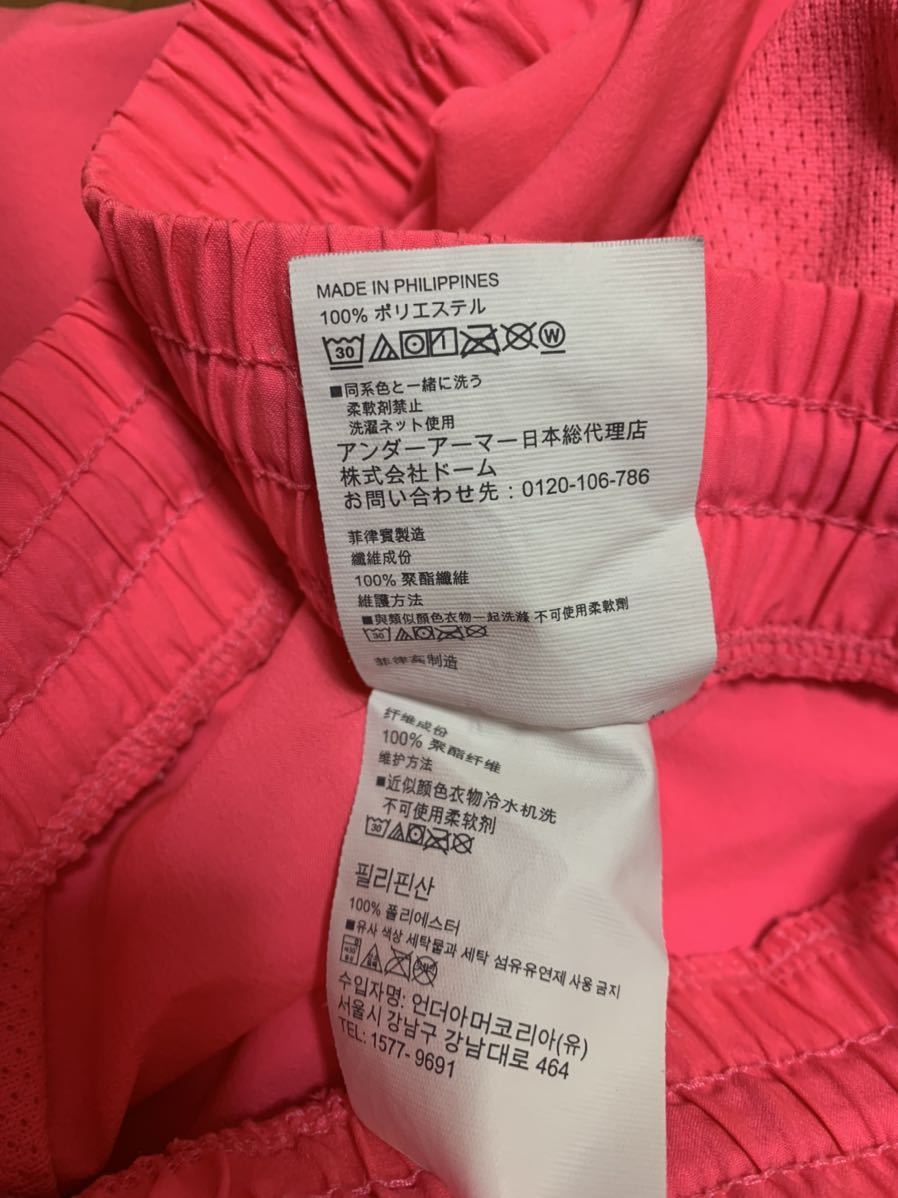 MADE IN PHILIPPINES
100% ポリエステル
30 W
■同系色と一緒に洗う
柔軟剤禁止
洗濯ネット使用
アンダーアーマー日本総代理店
株式会社ドーム
お問い合わせ先：0120-106-786
菲律賓製造
纖維成份
100% 聚酯纖維
維護方法
■與類似顏色衣物一起洗滌 不可使用柔軟劑
30
菲律宾制造
纤维成份
100% 聚酯纤维
维护方法
■近似颜色衣物冷水机洗
不可使用柔软剂
30
필리핀산
100% 폴리에스터
■유사 색상 세탁물과 세탁 섬유유연제 사용 금지
수입자명: 언더아머코리아(유)
서울시 강남구 강남대로 464
TEL: 1577- 9691